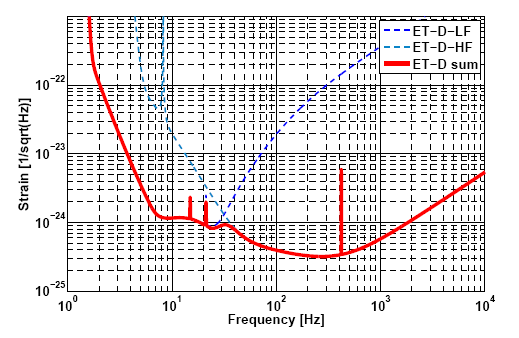 ET-D-LF
ET-D-HF
ET-D sum
Strain [1/sqrt(Hz)]
10^-22
10^-23
10^-24
10^-25
10^0 10^1 10^2 10^3 10^4
Frequency [Hz]